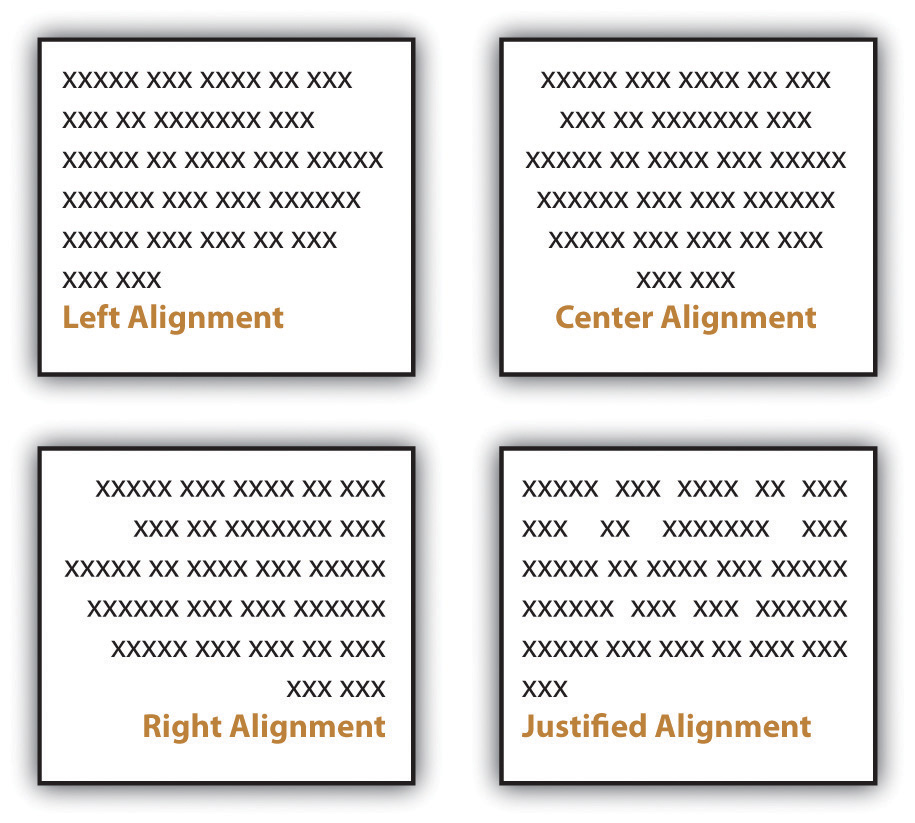 xxxxx xxx xxxx xx xxx
xxx xx xxxxxxx xxx
xxxxx xx xxxx xxx xxxxx
xxxxxx xxx xxx xxxxxx
xxxxx xxx xxx xx xxx
xxx xxx
Left Alignment
xxxxx xxx xxxx xx xxx
xxx xx xxxxxxx xxx
xxxxx xx xxxx xxx xxxxx
xxxxxx xxx xxx xxxxxx
xxxxx xxx xxx xx xxx
xxx xxx
Center Alignment
xxxxx xxx xxxx xx xxx
xxx xx xxxxxxx xxx
xxxxx xx xxxx xxx xxxxx
xxxxxx xxx xxx xxxxxx
xxxxx xxx xxx xx xxx
xxx xxx
Right Alignment
xxxxx xxx xxxx xx xxx
xxx xx xxxxxxx xxx
xxxxx xx xxxx xxx xxxxx
xxxxxx xxx xxx xxxxxx
xxxxx xxx xxx xx xxx xxx
xxx
Justified Alignment